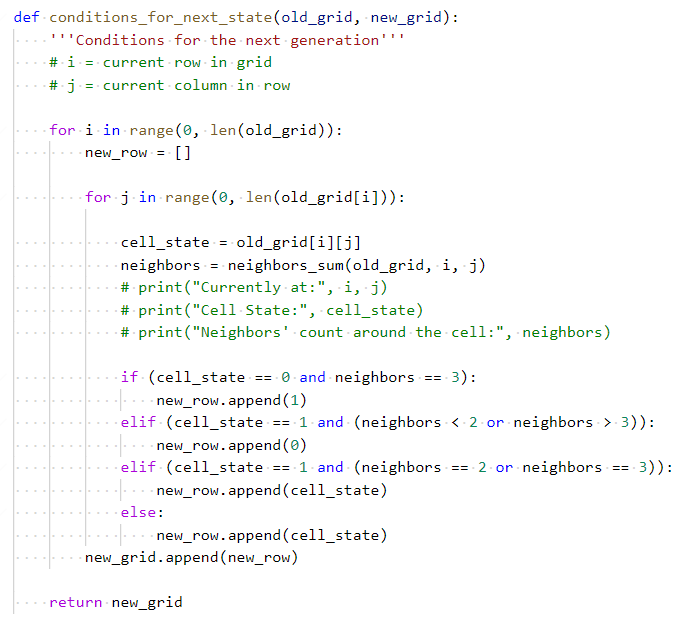 def conditions_for_next_state(old_grid, new_grid):
    '''Conditions for the next generation'''
    # i = current row in grid
    # j = current column in row

    for i in range(0, len(old_grid)):
        new_row = []

        for j in range(0, len(old_grid[i])):

            cell_state = old_grid[i][j]
            neighbors = neighbors_sum(old_grid, i, j)
            # print("Currently at:", i, j)
            # print("Cell State:", cell_state)
            # print("Neighbors' count around the cell:", neighbors)

            if (cell_state == 0 and neighbors == 3):
                new_row.append(1)
            elif (cell_state == 1 and (neighbors < 2 or neighbors > 3)):
                new_row.append(0)
            elif (cell_state == 1 and (neighbors == 2 or neighbors == 3)):
                new_row.append(cell_state)
            else:
                new_row.append(cell_state)
        new_grid.append(new_row)

    return new_grid